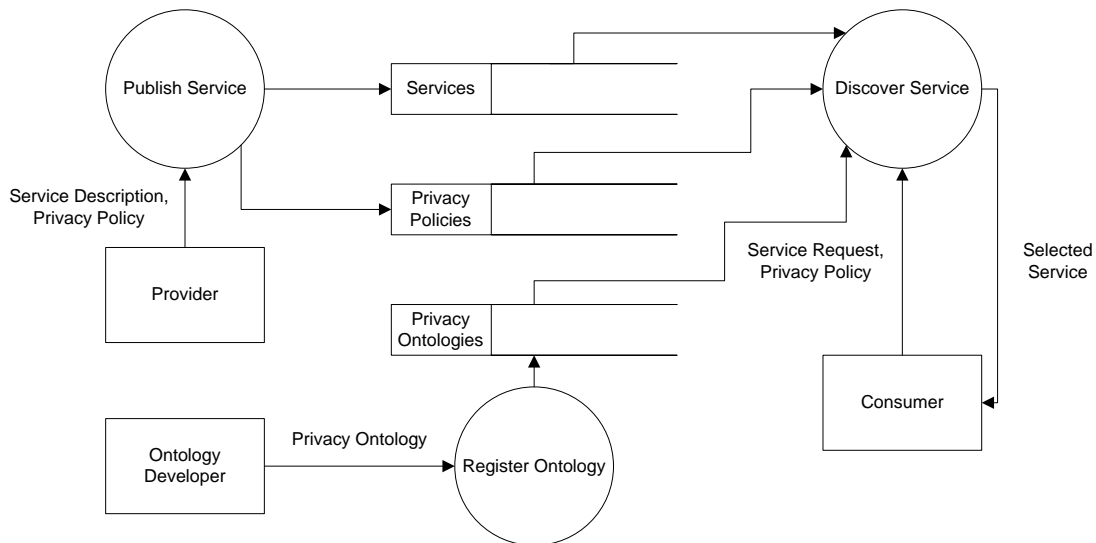 Publish Service
Services
Discover Service
Service Description,
Privacy Policy
Privacy
Policies
Service Request,
Privacy Policy
Selected
Service
Provider
Privacy
Ontologies
Consumer
Ontology
Developer
Privacy Ontology
Register Ontology